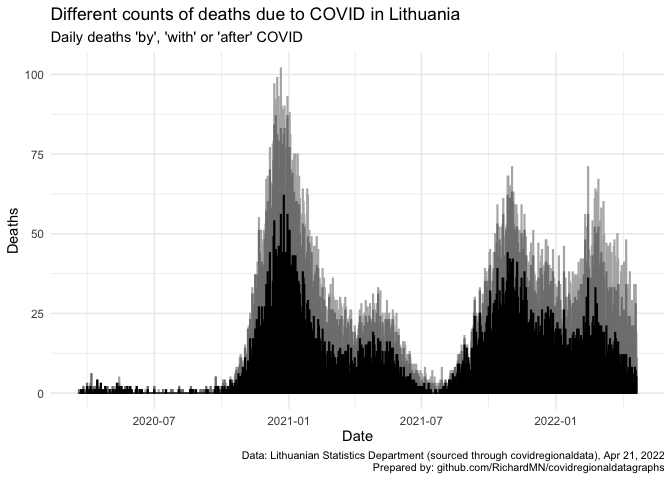 Different counts of deaths due to COVID in Lithuania
Daily deaths 'by', 'with' or 'after' COVID
100
75
50
25
0
Deaths
2020-07
2021-01
2021-07
2022-01
Date
Data: Lithuanian Statistics Department (sourced through covidregionaldata), Apr 21, 2022
Prepared by: github.com/RichardMN/covidregionaldatagraphs